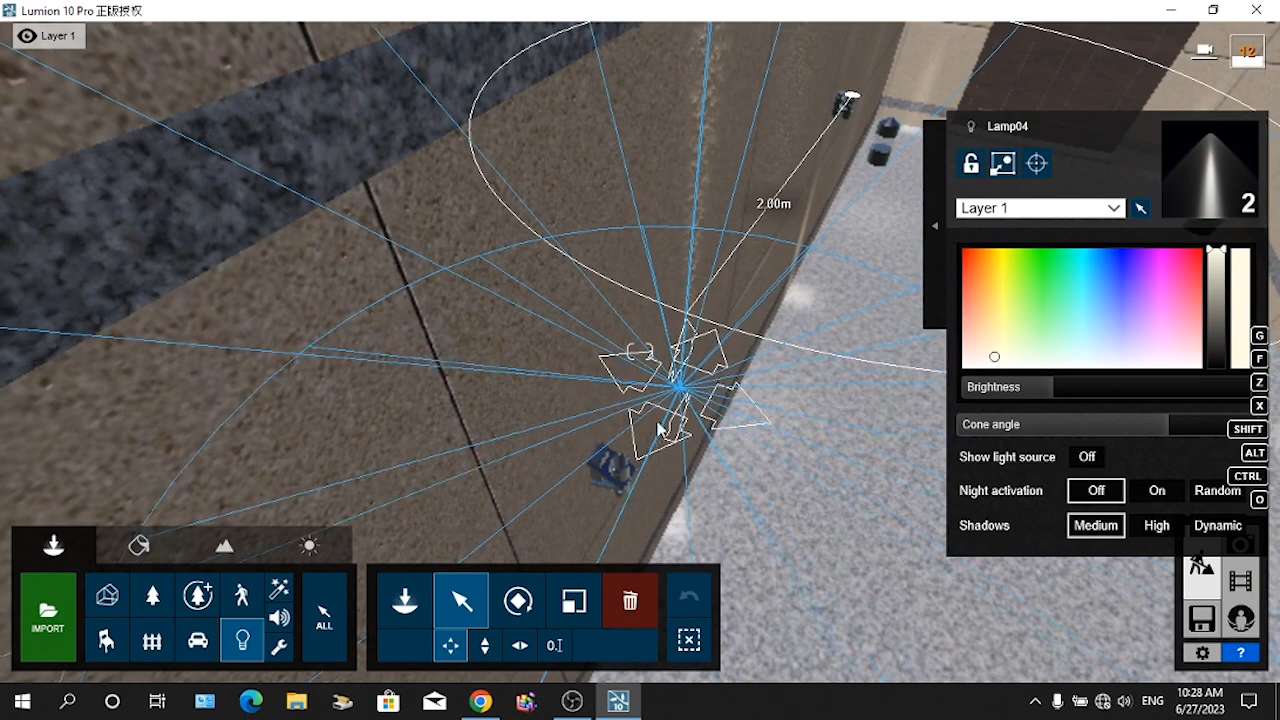 Lumion 10 Pro 正版授权
Layer 1
12
Lamp04
2
Layer 1
2.00m
G
Brightness
F
Z
X
Cone angle
SHIFT
Show light source Off
ALT
CTRL
Night activation Off On Random
O
Shadows Medium High Dynamic
IMPORT
ALL
0.
?
ENG
10:28 AM
6/27/2023
10